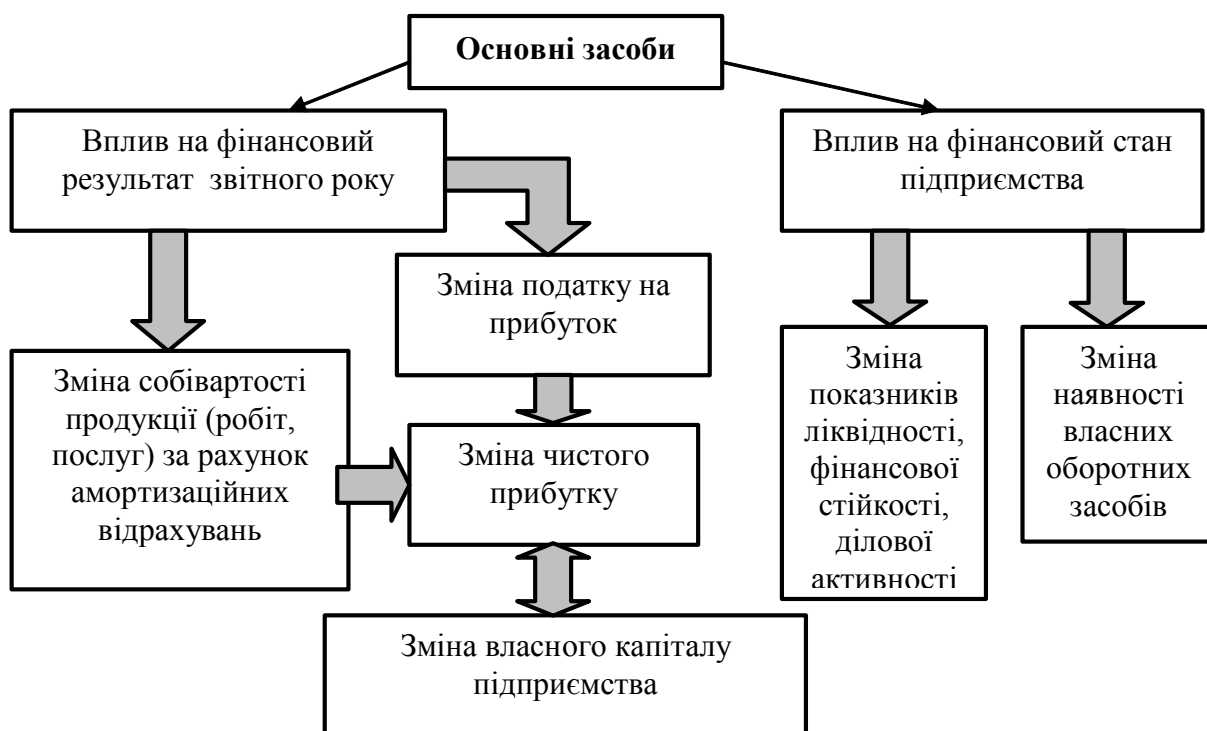 Основні засоби
Вплив на фінансовий
результат звітного року
Вплив на фінансовий стан
підприємства
Зміна податку на
прибуток
Зміна собівартості
продукції (робіт,
послуг) за рахунок
амортизаційних
відрахувань
Зміна чистого
прибутку
Зміна
показників
ліквідності,
фінансової
стійкості,
ділової
активності
Зміна
наявності
власних
оборотних
засобів
Зміна власного капіталу
підприємства